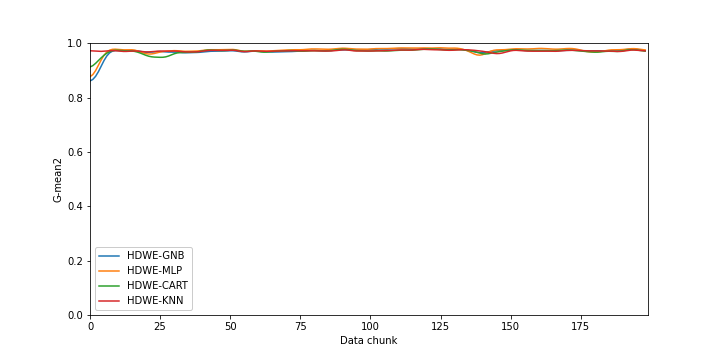 1.0
0.8
0.6
0.4
0.2
0.0
G-mean2
HDWE-GNB
HDWE-MLP
HDWE-CART
HDWE-KNN
0 25 50 75 100 125 150 175
Data chunk